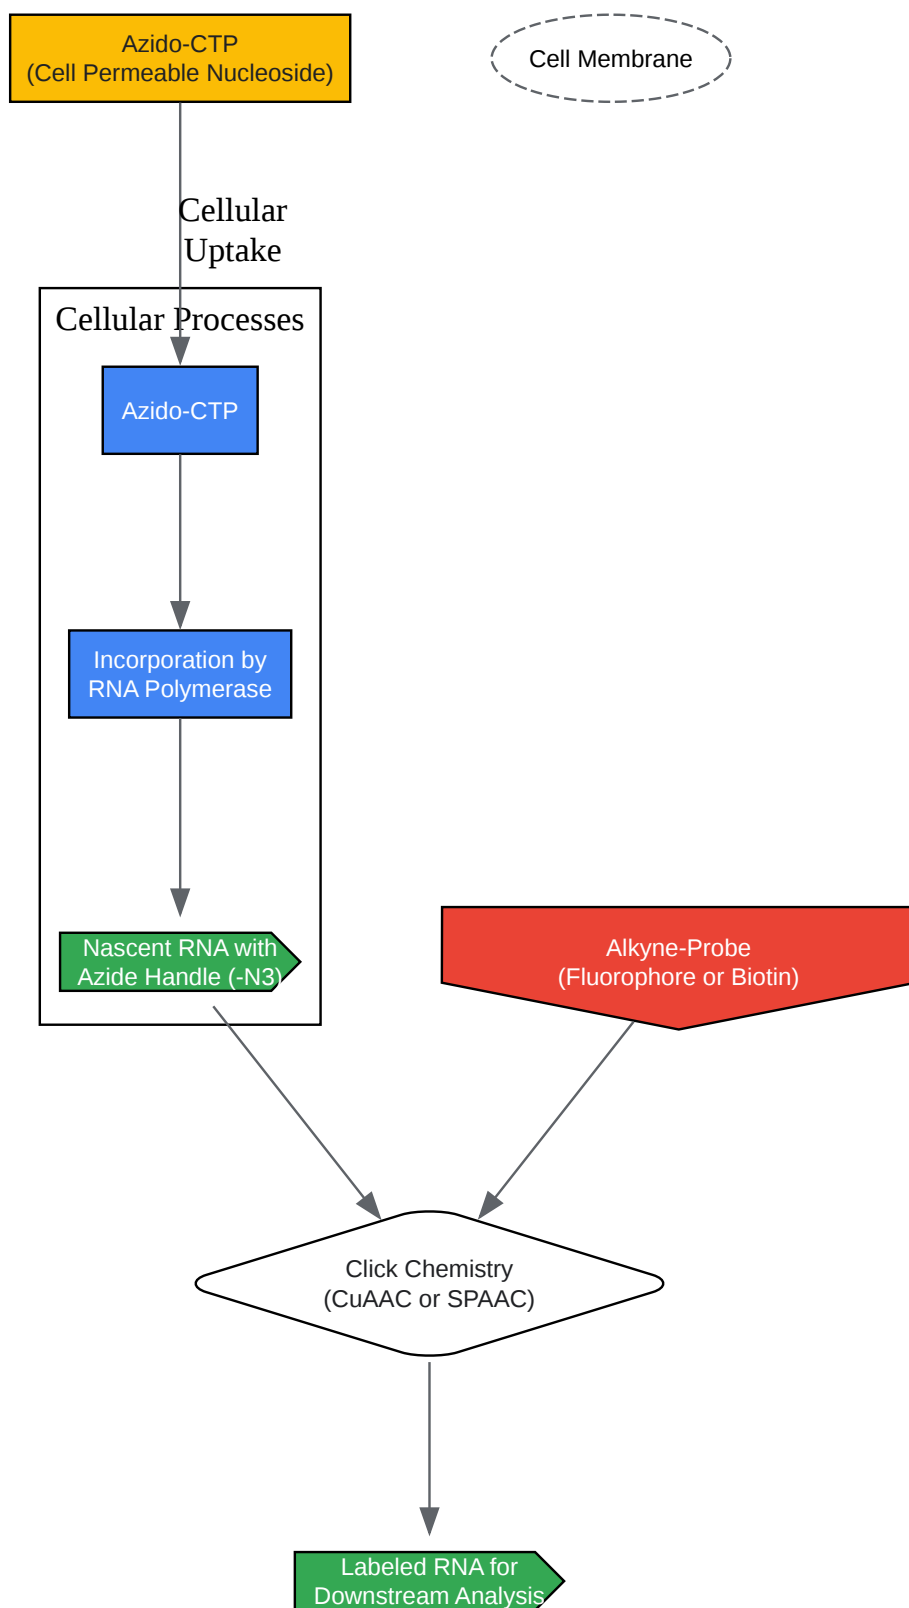 Azido-CTP
(Cell Permeable Nucleoside)
Cell Membrane
Cellular
Uptake
Cellular Processes
Azido-CTP
Incorporation by
RNA Polymerase
Nascent RNA with
Azide Handle (-N3)
Alkyne-Probe
(Fluorophore or Biotin)
Click Chemistry
(CuAAC or SPAAC)
Labeled RNA for
Downstream Analysis